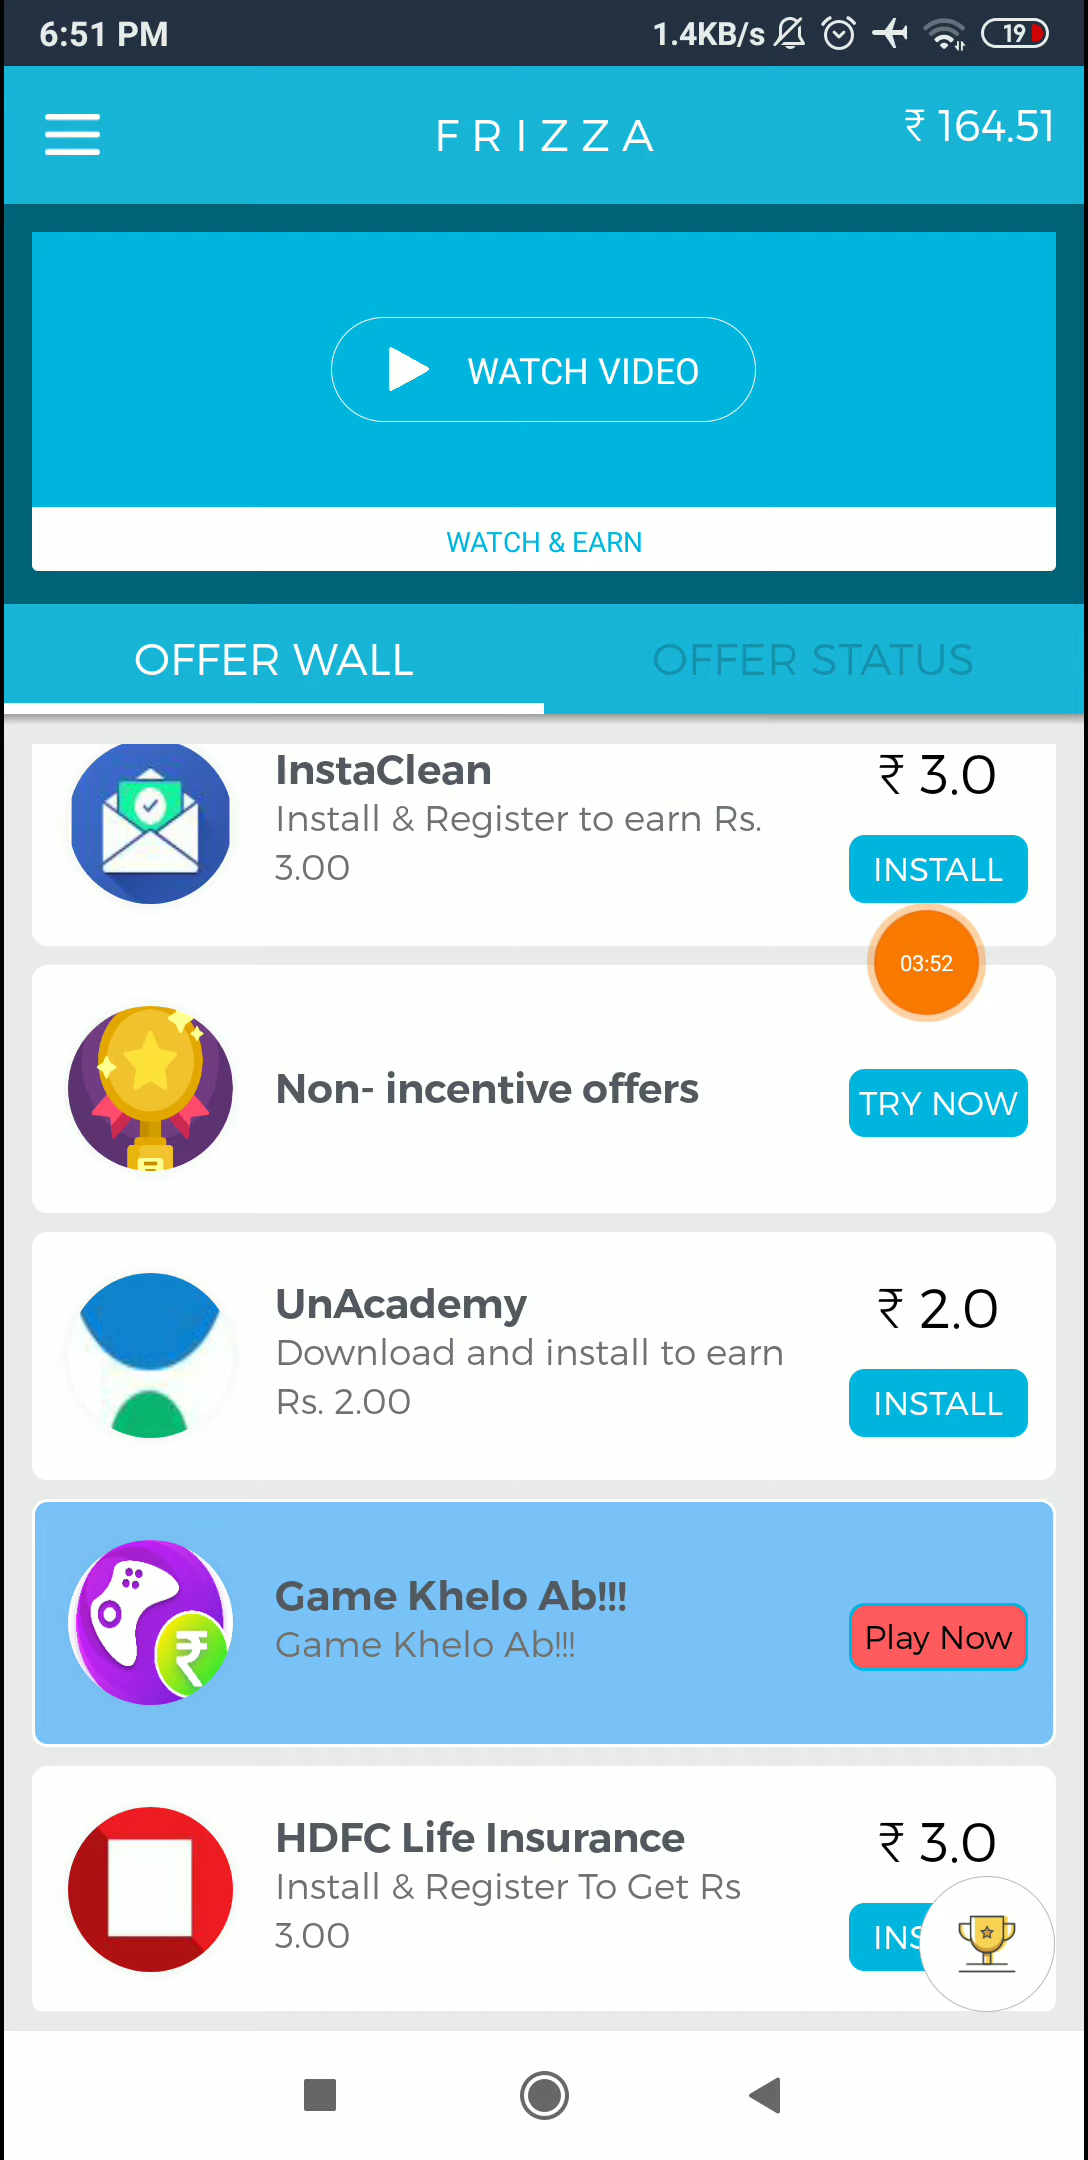 6:51 PM
1.4KB/s
19
FRIZZA
₹ 164.51
WATCH VIDEO
WATCH & EARN
OFFER WALL
OFFER STATUS
InstaClean
Install & Register to earn Rs.
3.00
₹ 3.0
INSTALL
03:52
Non- incentive offers
TRY NOW
UnAcademy
Download and install to earn
Rs. 2.00
₹ 2.0
INSTALL
Game Khelo Ab!!!
Game Khelo Ab!!!
₹
Play Now
HDFC Life Insurance
Install & Register To Get Rs
3.00
₹ 3.0
INS